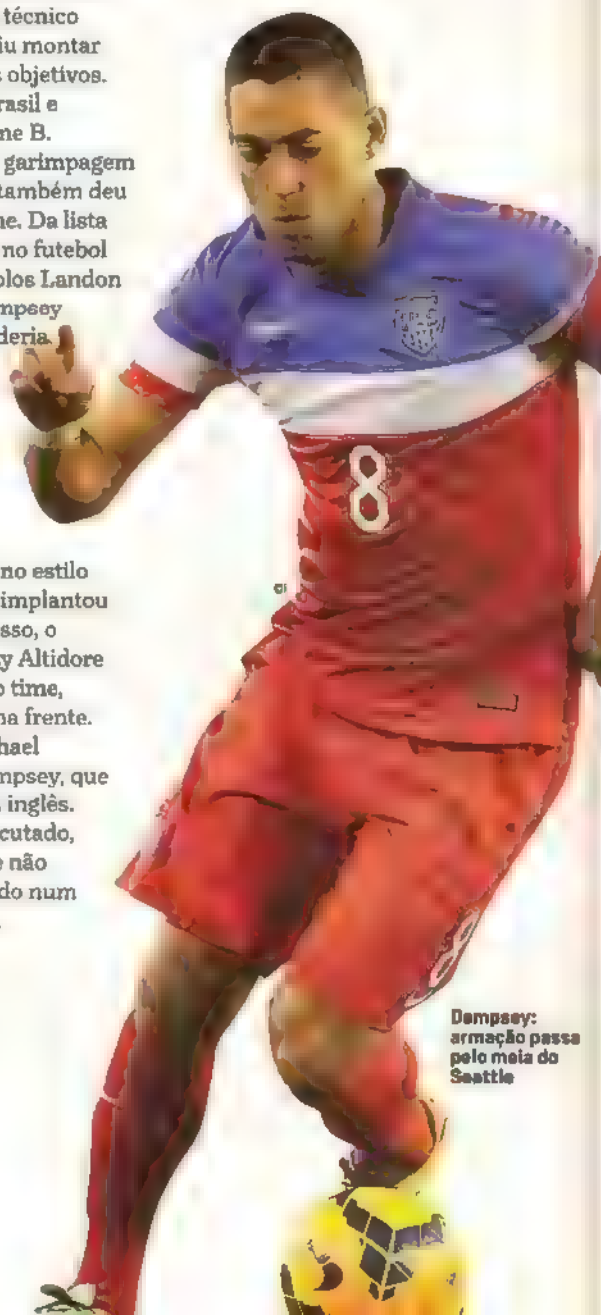 técnico
iu montar
s objetivos.
rasil e
ne B.
garimpagem
também deu
ne. Da lista
no futebol
olos Landon
mpsey
deria
no estilo
implantou
sso, o
y Altidore
o time,
na frente.
hael
mpsey, que
inglês.
cutado,
e não
do num
8
8
Dempsey:
armação passa
pelo meia do
Seattle